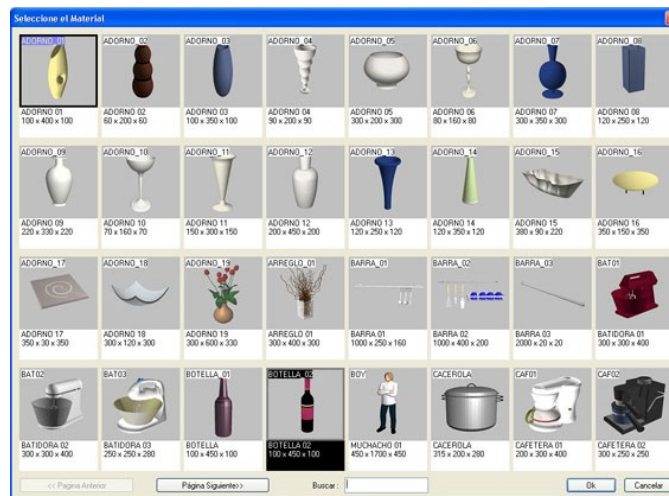 Seleccione el Material
ADORNO_01 ADORNO_02 ADORNO_03 ADORNO_04 ADORNO_05 ADORNO_06 ADORNO_07 ADORNO_08
ADORNO 01 ADORNO 02 ADORNO 03 ADORNO 04 ADORNO 05 ADORNO 06 ADORNO 07 ADORNO 08
100 x 400 x 100 60 x 200 x 60 100 x 350 x 100 90 x 200 x 90 300 x 200 x 300 80 x 160 x 80 300 x 350 x 300 120 x 250 x 120
ADORNO_09 ADORNO_10 ADORNO_11 ADORNO_12 ADORNO_13 ADORNO_14 ADORNO_15 ADORNO_16
ADORNO 09 ADORNO 10 ADORNO 11 ADORNO 12 ADORNO 13 ADORNO 14 ADORNO 15 ADORNO 16
220 x 330 x 220 70 x 160 x 70 150 x 300 x 150 200 x 450 x 200 120 x 250 x 120 120 x 350 x 120 380 x 90 x 220 350 x 150 x 350
ADORNO_17 ADORNO_18 ADORNO_19 ARREGLO_01 BARRA_01 BARRA_02 BARRA_03 BAT01
ADORNO 17 ADORNO 18 ADORNO 19 ARREGLO 01 BARRA 01 BARRA 02 BARRA 03 BATIDORA 01
350 x 30 x 350 300 x 120 x 300 300 x 600 x 330 300 x 400 x 300 1000 x 250 x 160 1000 x 400 x 200 2000 x 20 x 20 300 x 300 x 400
BAT02 BAT03 BOTELLA_01 BOTELLA_02 BOY CACEROLA CAF01 CAF02
BATIDORA 02 BATIDORA 03 BOTELLA BOTELLA 02 MUCHACHO 01 CACEROLA CAFETERA 01 CAFETERA 02
300 x 300 x 400 250 x 250 x 280 100 x 450 x 100 100 x 450 x 100 450 x 1700 x 450 315 x 200 x 280 200 x 300 x 400 300 x 250 x 250
<< Pagina Anterior Página Siguiente>> Buscar : Ok Cancelar